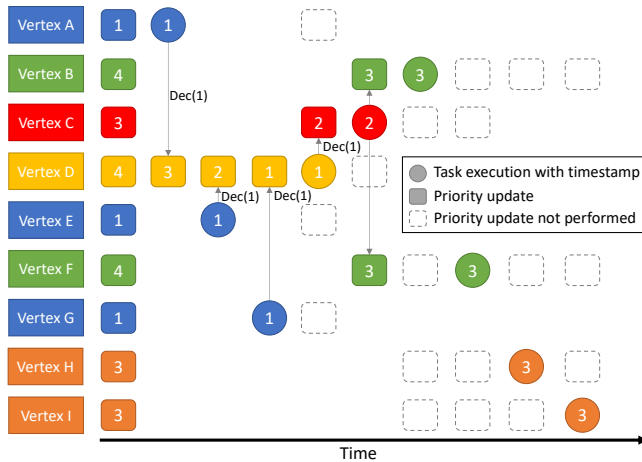 Vertex A 1 1
Vertex B 4 3 3
Dec(1)
Vertex C 3 2 2
Dec(1)
Vertex D 4 3 2 1 1
Task execution with timestamp
Priority update
Priority update not performed
Dec(1) Dec(1)
Vertex E 1 1
Vertex F 4 3 3
Vertex G 1 1
Vertex H 3 3
Vertex I 3 3
Time